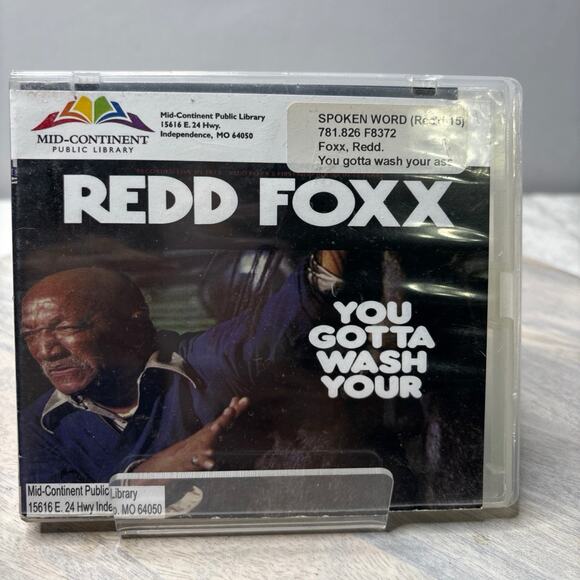 MID-CONTINENT
PUBLIC LIBRARY
Mid-Continent Public Library
15616 E. 24 Hwy.
Independence, MO 64050
SPOKEN WORD
781.826 F8372
Foxx, Redd.
You gotta wash your ass
REDD FOXX
YOU
GOTTA
WASH
YOUR
Mid-Continent Public Library
15616 E. 24 Hwy Indep. MO 64050